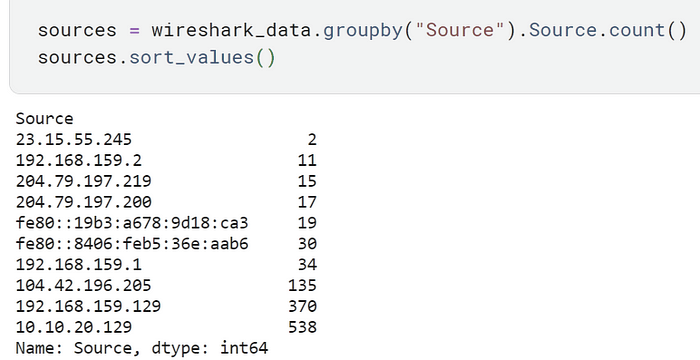 sources = wireshark_data.groupby("Source").Source.count()
sources.sort_values()
Source
23.15.55.245 2
192.168.159.2 11
204.79.197.219 15
204.79.197.200 17
fe80::19b3:a678:9d18:ca3 19
fe80::8406:feb5:36e:aab6 30
192.168.159.1 34
104.42.196.205 135
192.168.159.129 370
10.10.20.129 538
Name: Source, dtype: int64